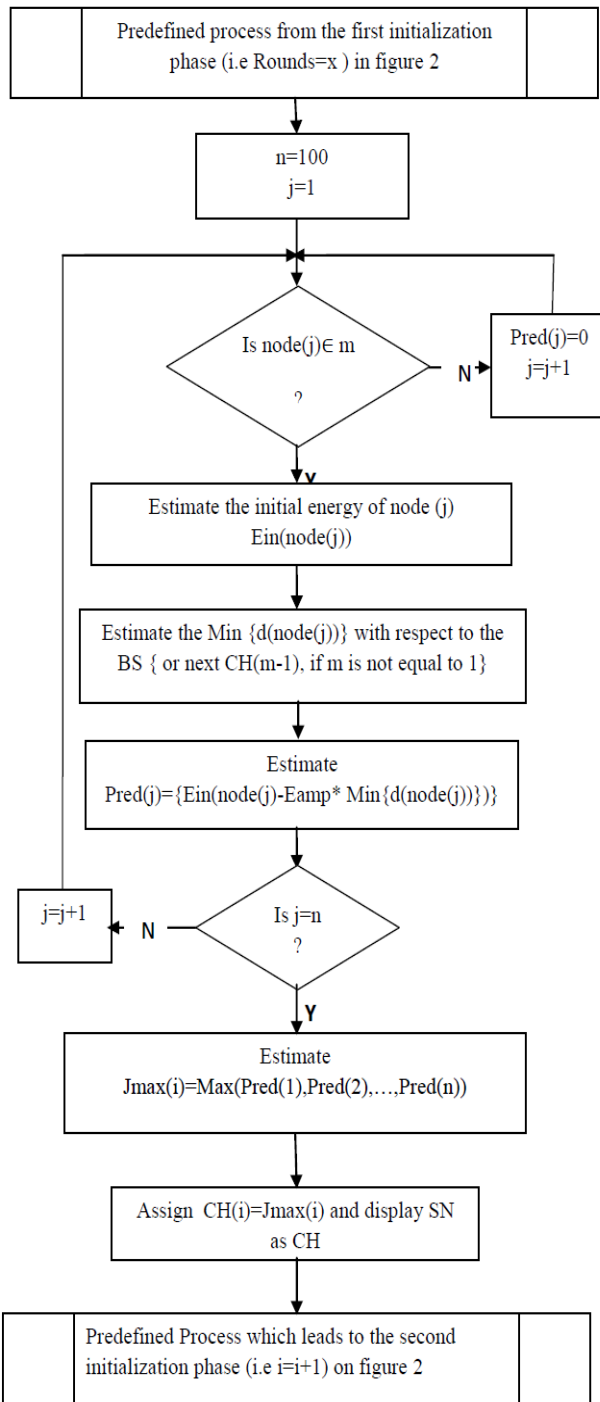 Predefined process from the first initialization
phase (i.e Rounds=x ) in figure 2
n=100
j=1
Is node(j)∈ m
?
N
Pred(j)=0
j=j+1
Y
Estimate the initial energy of node (j)
Ein(node(j))
Estimate the Min {d(node(j))} with respect to the
BS { or next CH(m-1), if m is not equal to 1}
Estimate
Pred(j)={Ein(node(j)-Eamp* Min{d(node(j))})}
Is j=n
?
N
j=j+1
Y
Estimate
Jmax(i)=Max(Pred(1),Pred(2),…,Pred(n))
Assign CH(i)=Jmax(i) and display SN
as CH
Predefined Process which leads to the second
initialization phase (i.e i=i+1) on figure 2